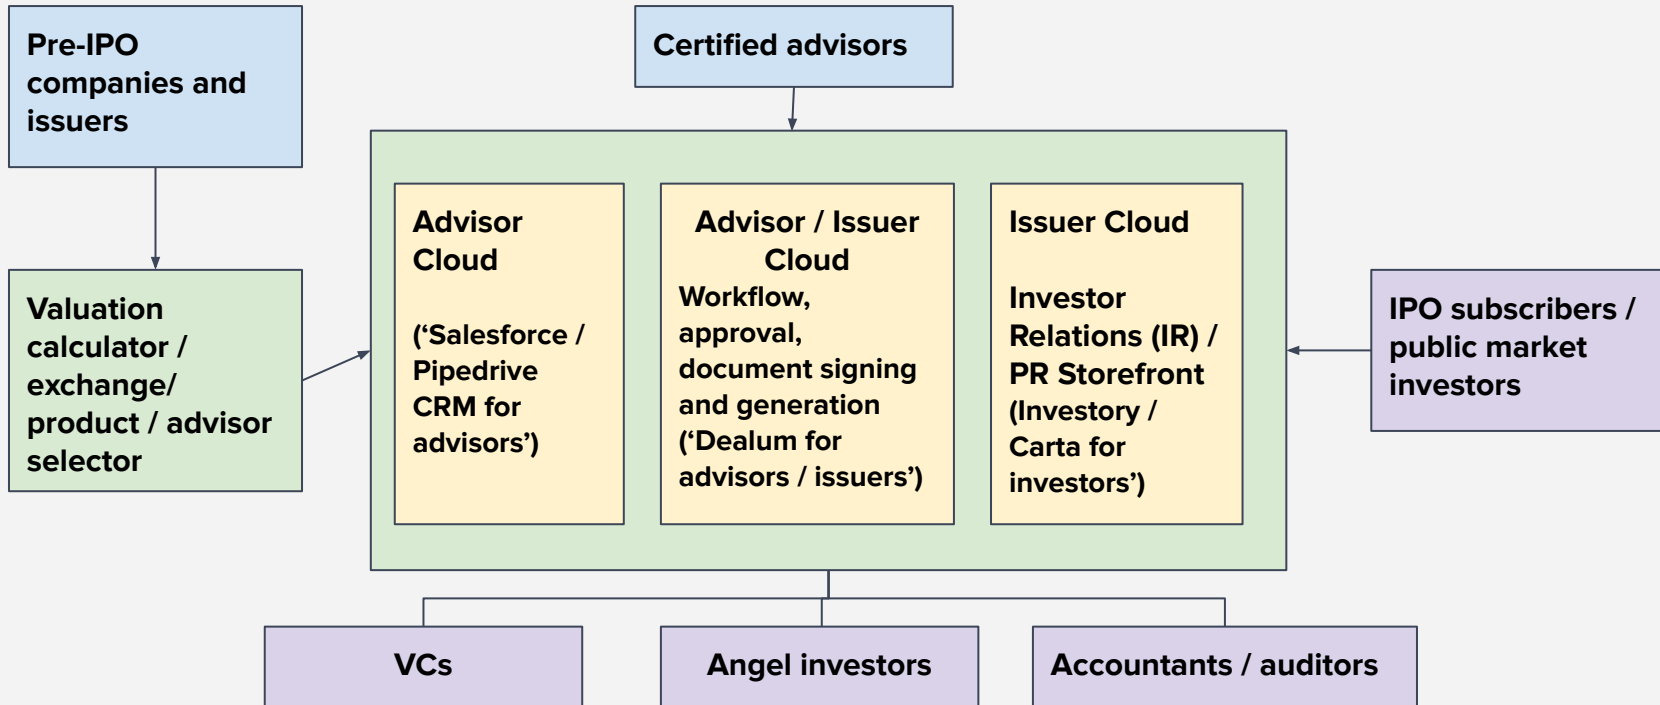 Pre-IPO
companies and
issuers
Certified advisors
Valuation
calculator /
exchange/
product / advisor
selector
Advisor
Cloud
(‘Salesforce /
Pipedrive
CRM for
advisors’)
Advisor / Issuer
Cloud
Workflow,
approval,
document signing
and generation
(‘Dealum for
advisors / issuers’)
Issuer Cloud
Investor
Relations (IR) /
PR Storefront
(Investory /
Carta for
investors’)
IPO subscribers /
public market
investors
VCs
Angel investors
Accountants / auditors